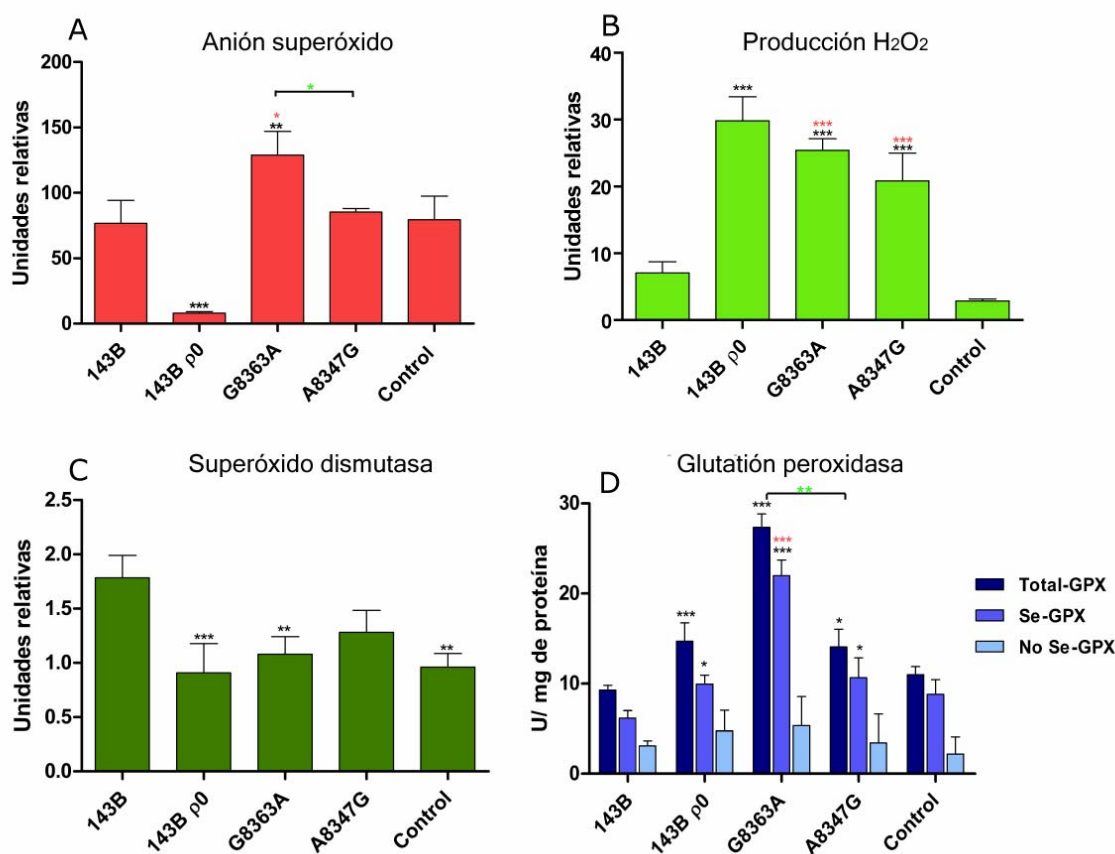 A
Anión superóxido
Unidades relativas
200
150
100
50
0
*
*
**
***
143B
143B ρ0
G8363A
A8347G
Control
B
Producción H₂O₂
Unidades relativas
40
30
20
10
0
***
***
***
***
***
143B
143B ρ0
G8363A
A8347G
Control
C
Superóxido dismutasa
Unidades relativas
2.5
2.0
1.5
1.0
0.5
0.0
***
**
**
143B
143B ρ0
G8363A
A8347G
Control
D
Glutatión peroxidasa
U/ mg de proteína
30
20
10
0
**
***
***
***
***
*
*
*
143B
143B ρ0
G8363A
A8347G
Control
Total-GPX
Se-GPX
No Se-GPX